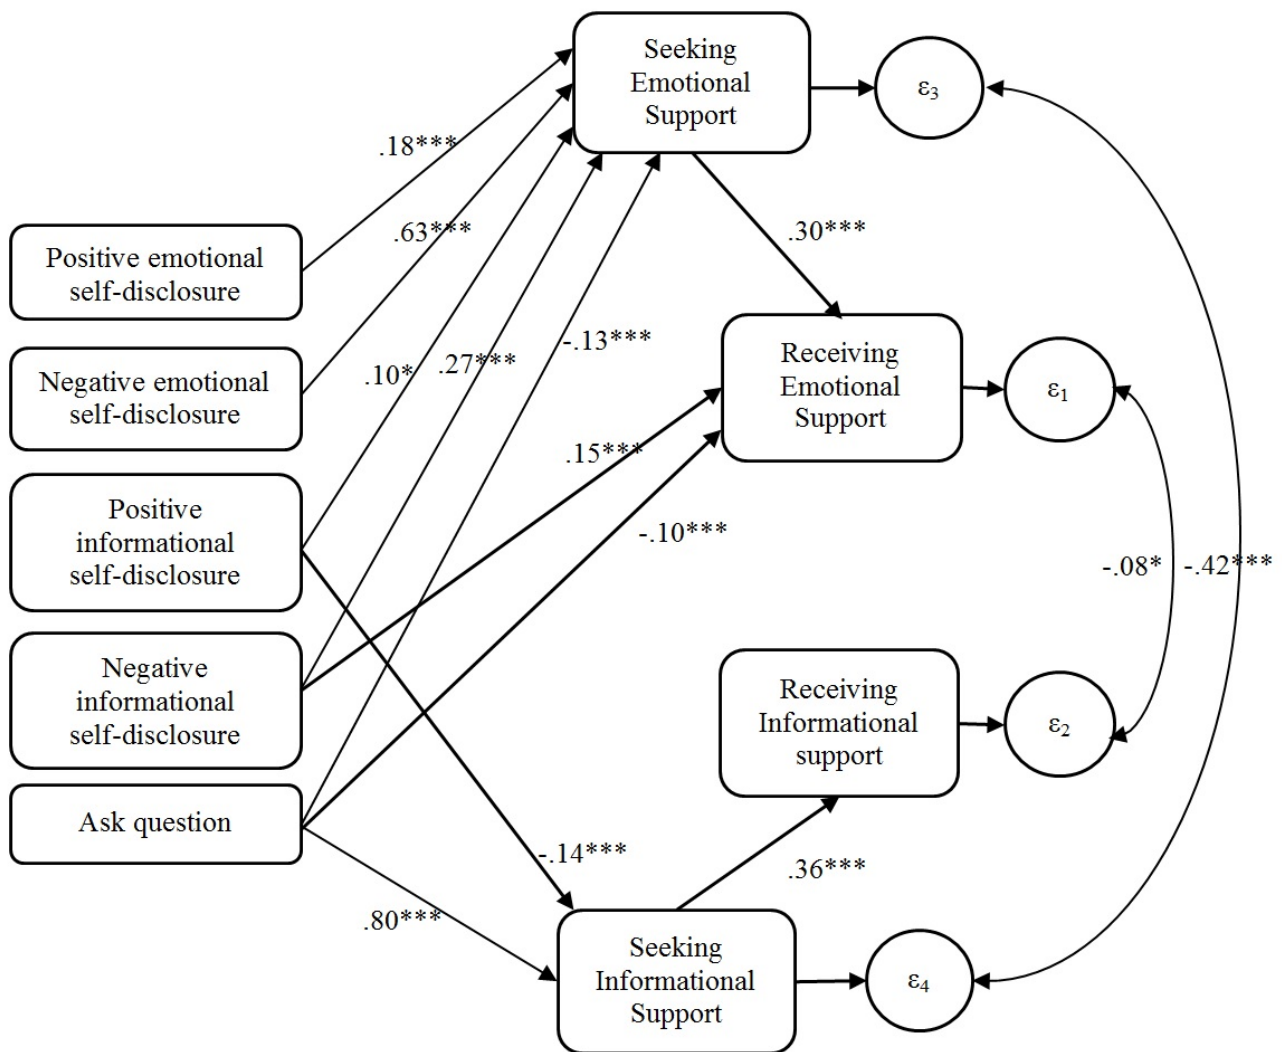 Seeking
Emotional
Support
ε3
.18***
.63***
.30***
Positive emotional
self-disclosure
Negative emotional
self-disclosure
.10*
.27***
-.13***
Receiving
Emotional
Support
ε1
.15***
-.10***
Positive
informational
self-disclosure
-.08*
-.42***
Negative
informational
self-disclosure
Receiving
Informational
support
ε2
Ask question
-.14***
.36***
.80***
Seeking
Informational
Support
ε4